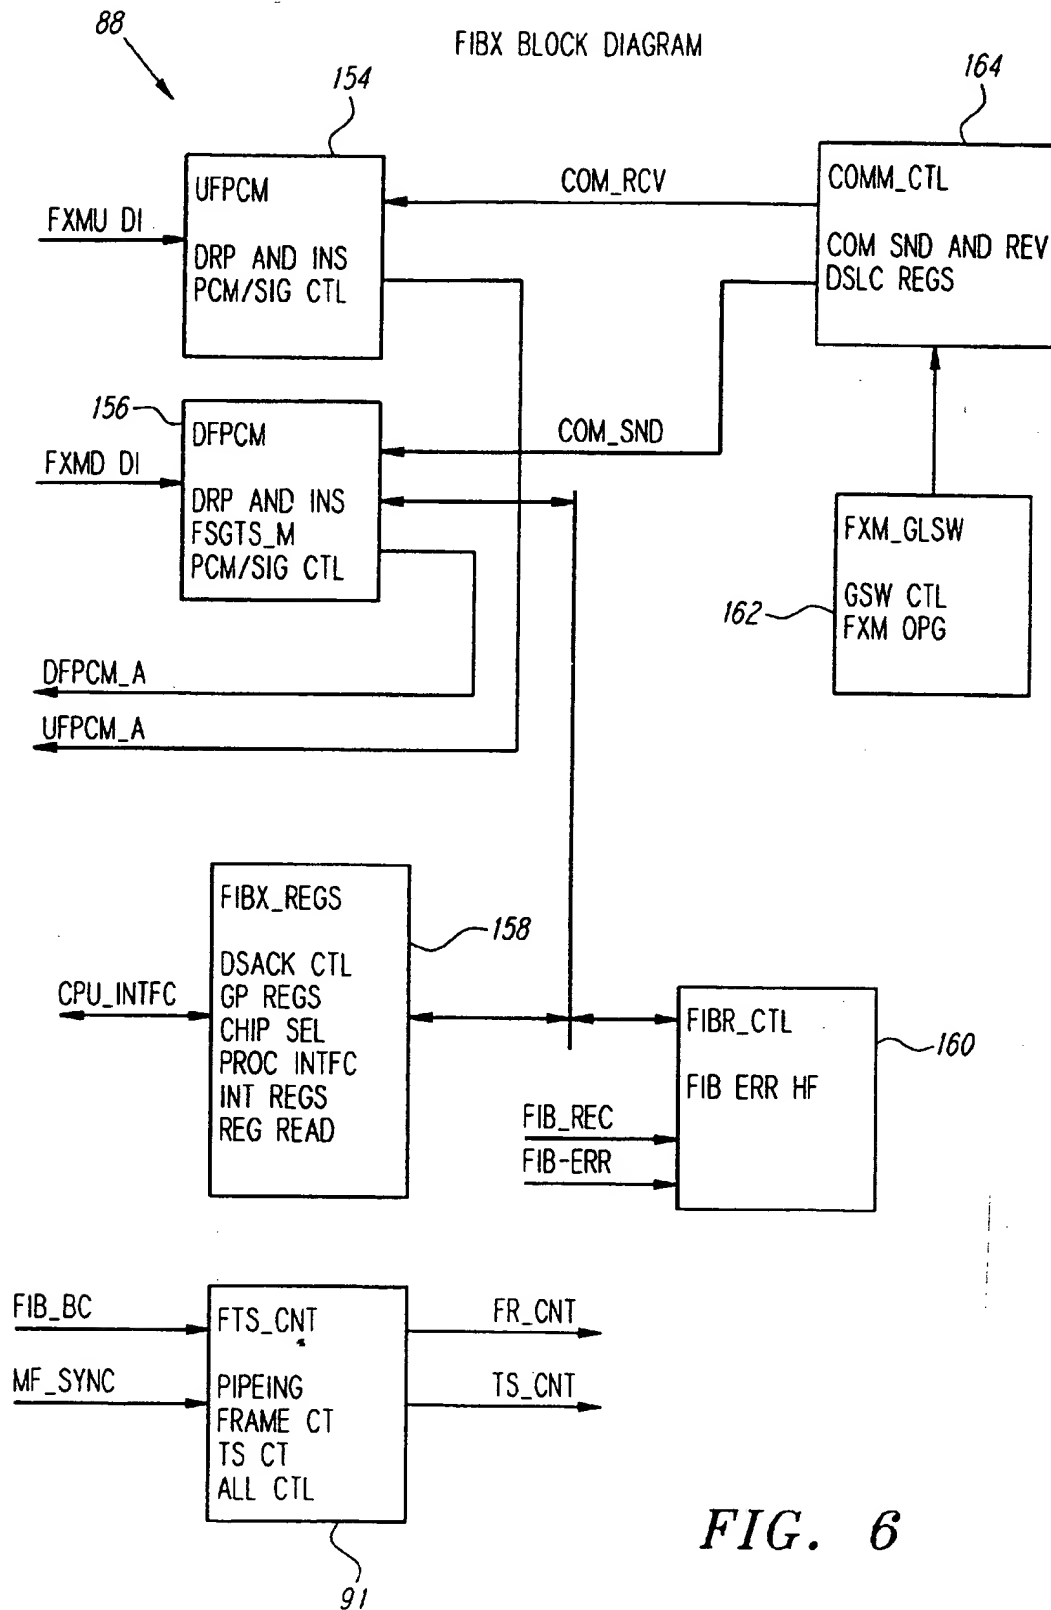 88
FIBX BLOCK DIAGRAM
154
164
UFPCM
DRP AND INS
PCM/SIG CTL
FXMU DI
COM_RCV
COMM_CTL
COM SND AND REV
DSLC REGS
156
DFPCM
DRP AND INS
FSGTS_M
PCM/SIG CTL
FXMD DI
COM_SND
FXM_GLSW
GSW CTL
FXM OPG
162
DFPCM_A
UFPCM_A
FIBX_REGS
DSACK CTL
GP REGS
CHIP SEL
PROC INTFC
INT REGS
REG READ
158
CPU_INTFC
FIBR_CTL
FIB ERR HF
160
FIB_REC
FIB-ERR
FIB_BC
MF_SYNC
FTS_CNT
PIPEING
FRAME CT
TS CT
ALL CTL
FR_CNT
TS_CNT
91
FIG. 6